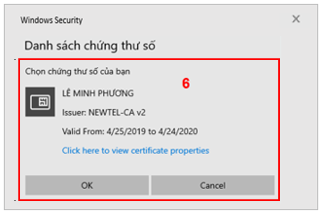 Windows Security
Danh sách chứng thư số
Chọn chứng thư số của bạn
6
LÊ MINH PHƯƠNG
Issuer: NEWTEL-CA v2
Valid From: 4/25/2019 to 4/24/2020
Click here to view certificate properties
OK
Cancel